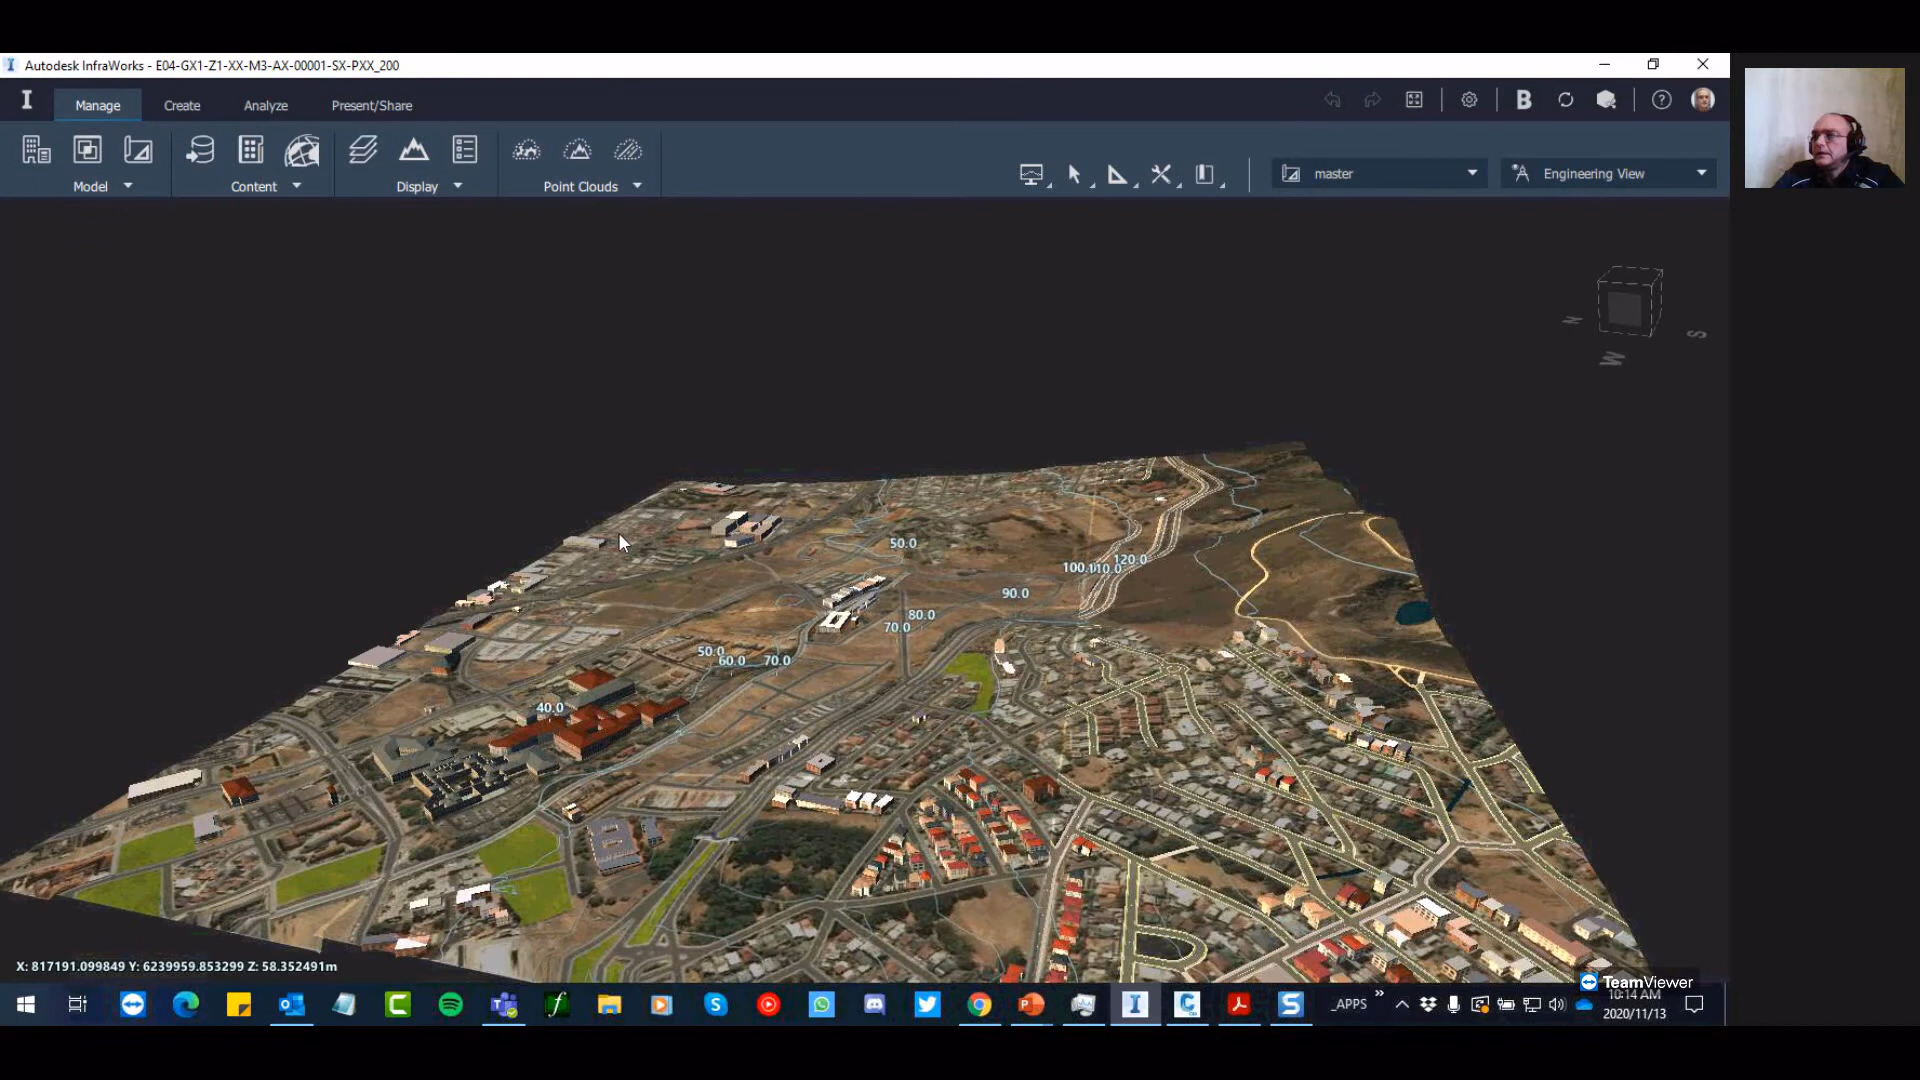 Autodesk InfraWorks - E04-GX1-Z1-XX-M3-AX-00001-SX-PXX_200
Manage
Create
Analyze
Present/Share
Model
Content
Display
Point Clouds
master
Engineering View
N
S
W
50.0
100.
110.0
120.0
90.0
80.0
70.0
50.0
60.0
70.0
40.0
X: 817191.099849 Y: 6239959.853299 Z: 58.352491m
TeamViewer
_APPS
10:14 AM
2020/11/13